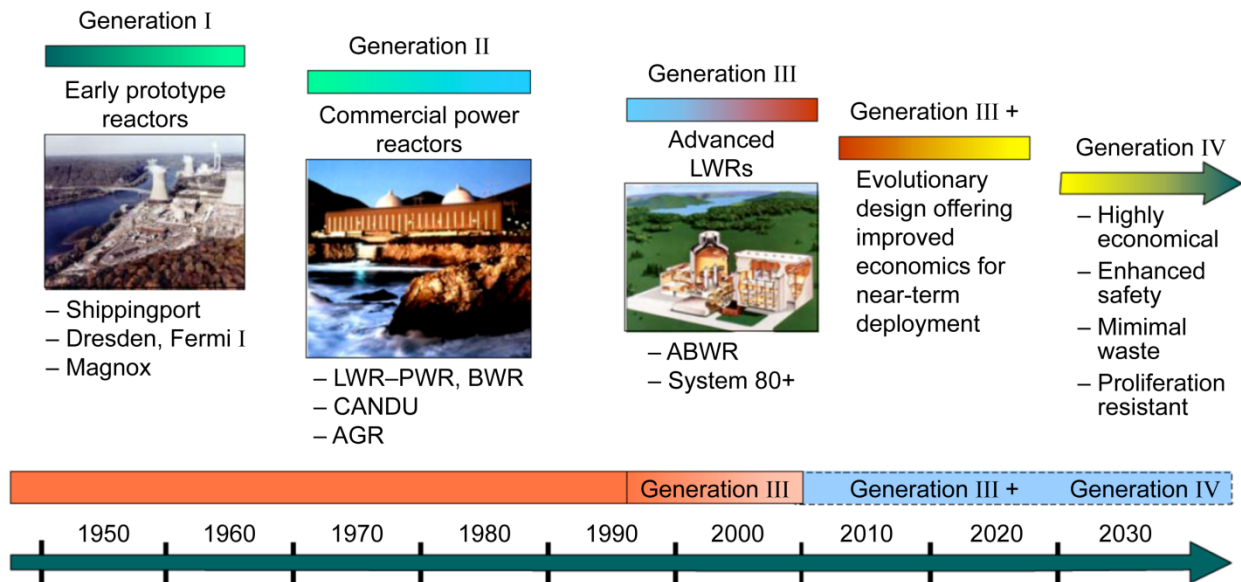 Generation I
Early prototype
reactors
– Shippingport
– Dresden, Fermi I
– Magnox
Generation II
Commercial power
reactors
– LWR–PWR, BWR
– CANDU
– AGR
Generation III
Advanced
LWRs
– ABWR
– System 80+
Generation III +
Evolutionary
design offering
improved
economics for
near-term
deployment
Generation IV
– Highly
economical
– Enhanced
safety
– Mimimal
waste
– Proliferation
resistant
Generation III
Generation III +
Generation IV
1950 1960 1970 1980 1990 2000 2010 2020 2030